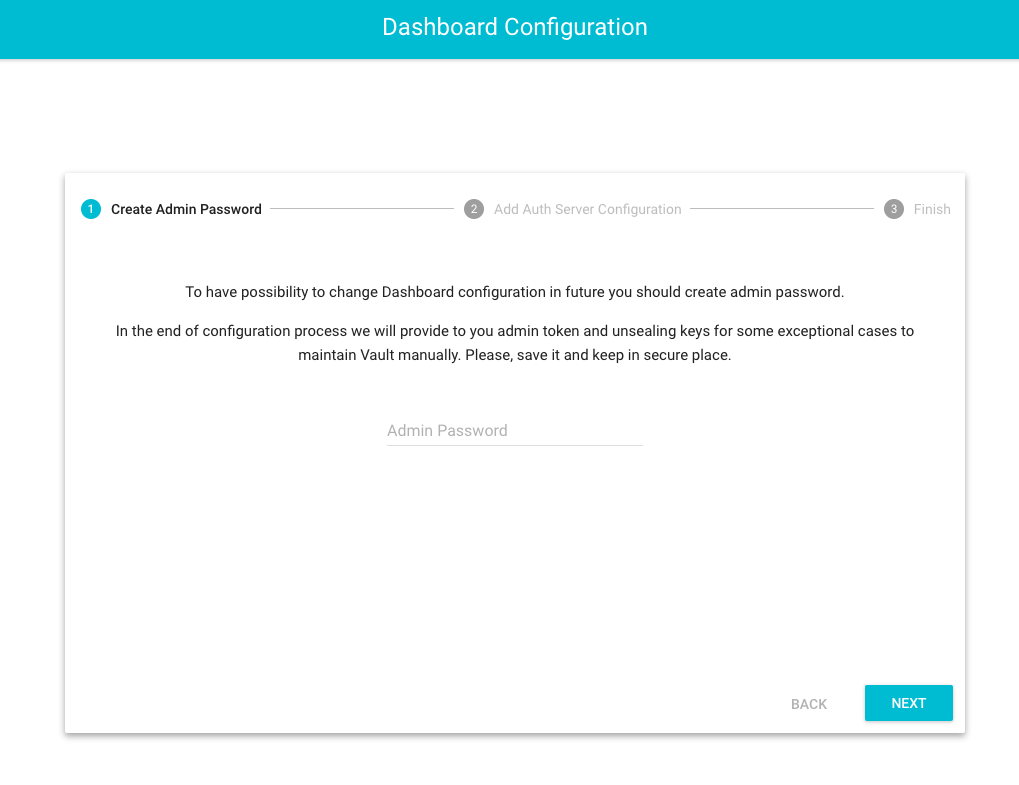 Dashboard Configuration
1 Create Admin Password 2 Add Auth Server Configuration 3 Finish
To have possibility to change Dashboard configuration in future you should create admin password.
In the end of configuration process we will provide to you admin token and unsealing keys for some exceptional cases to
maintain Vault manually. Please, save it and keep in secure place.
Admin Password
BACK NEXT